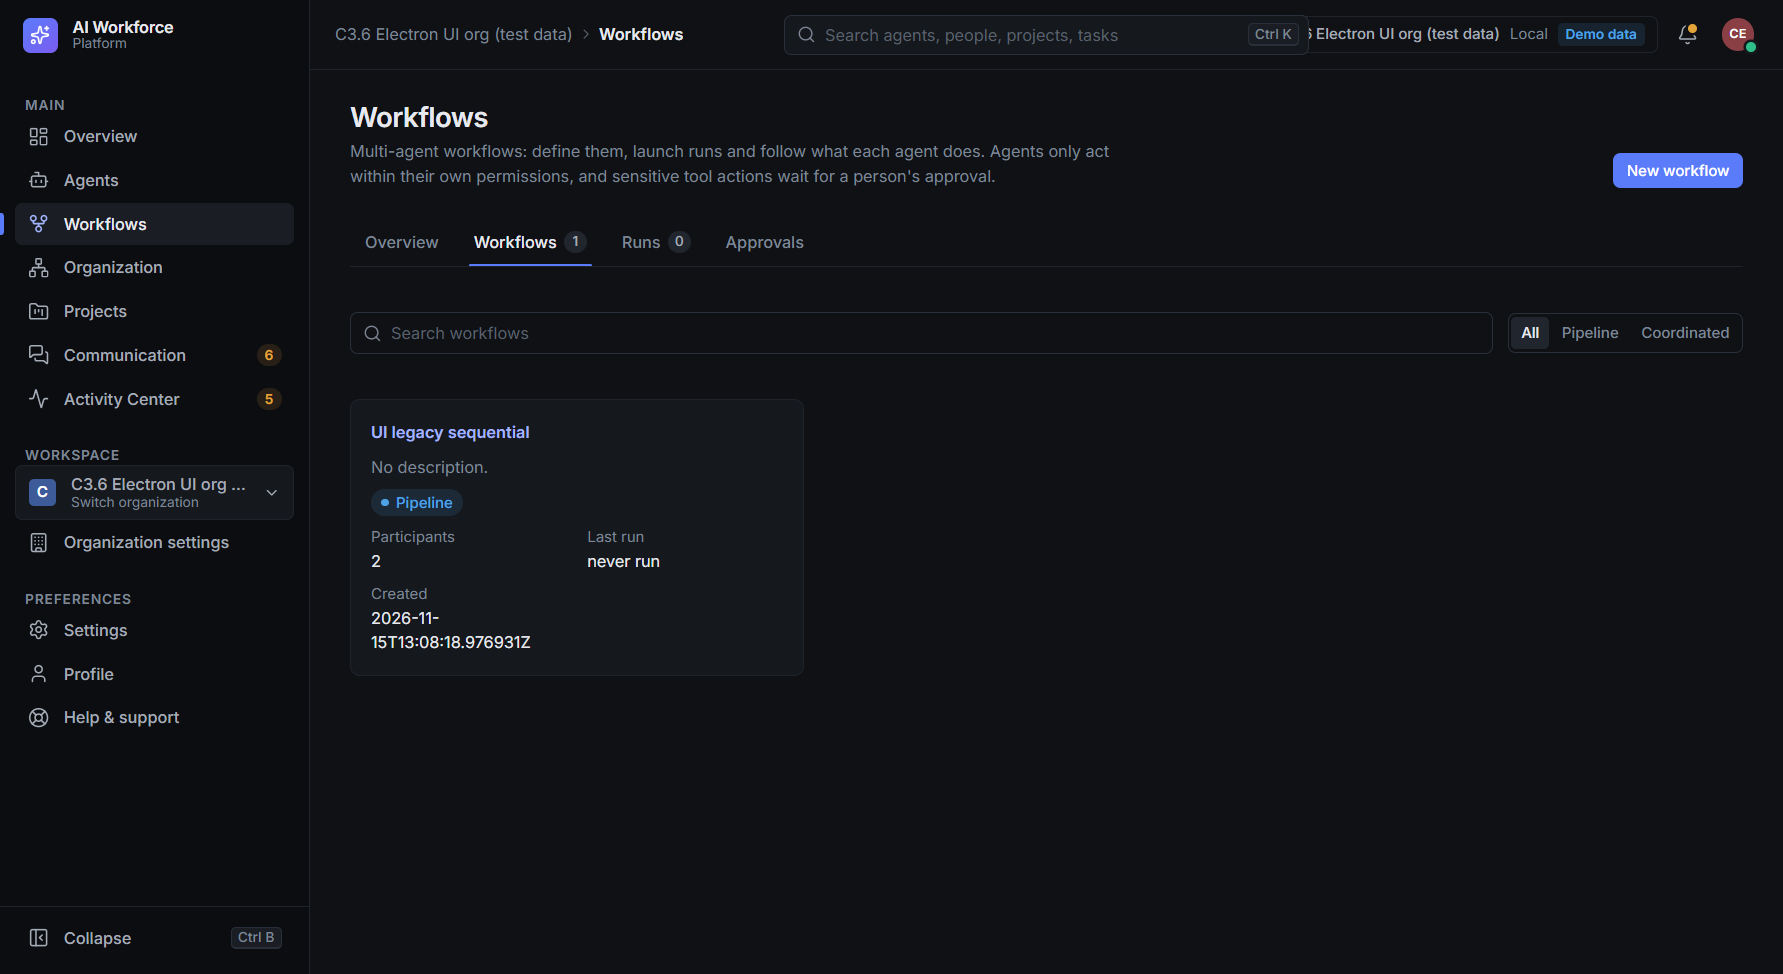 AI Workforce
Platform
MAIN
Overview
Agents
Workflows
Organization
Projects
Communication 6
Activity Center 5
WORKSPACE
C
C3.6 Electron UI org ...
Switch organization
Organization settings
PREFERENCES
Settings
Profile
Help & support
Collapse Ctrl B
C3.6 Electron UI org (test data) > Workflows
Search agents, people, projects, tasks Ctrl K
Electron UI org (test data) Local Demo data
CE
Workflows
Multi-agent workflows: define them, launch runs and follow what each agent does. Agents only act
within their own permissions, and sensitive tool actions wait for a person's approval.
New workflow
Overview Workflows 1 Runs 0 Approvals
Search workflows
All Pipeline Coordinated
UI legacy sequential
No description.
Pipeline
Participants Last run
2 never run
Created
2026-11-
15T13:08:18.976931Z